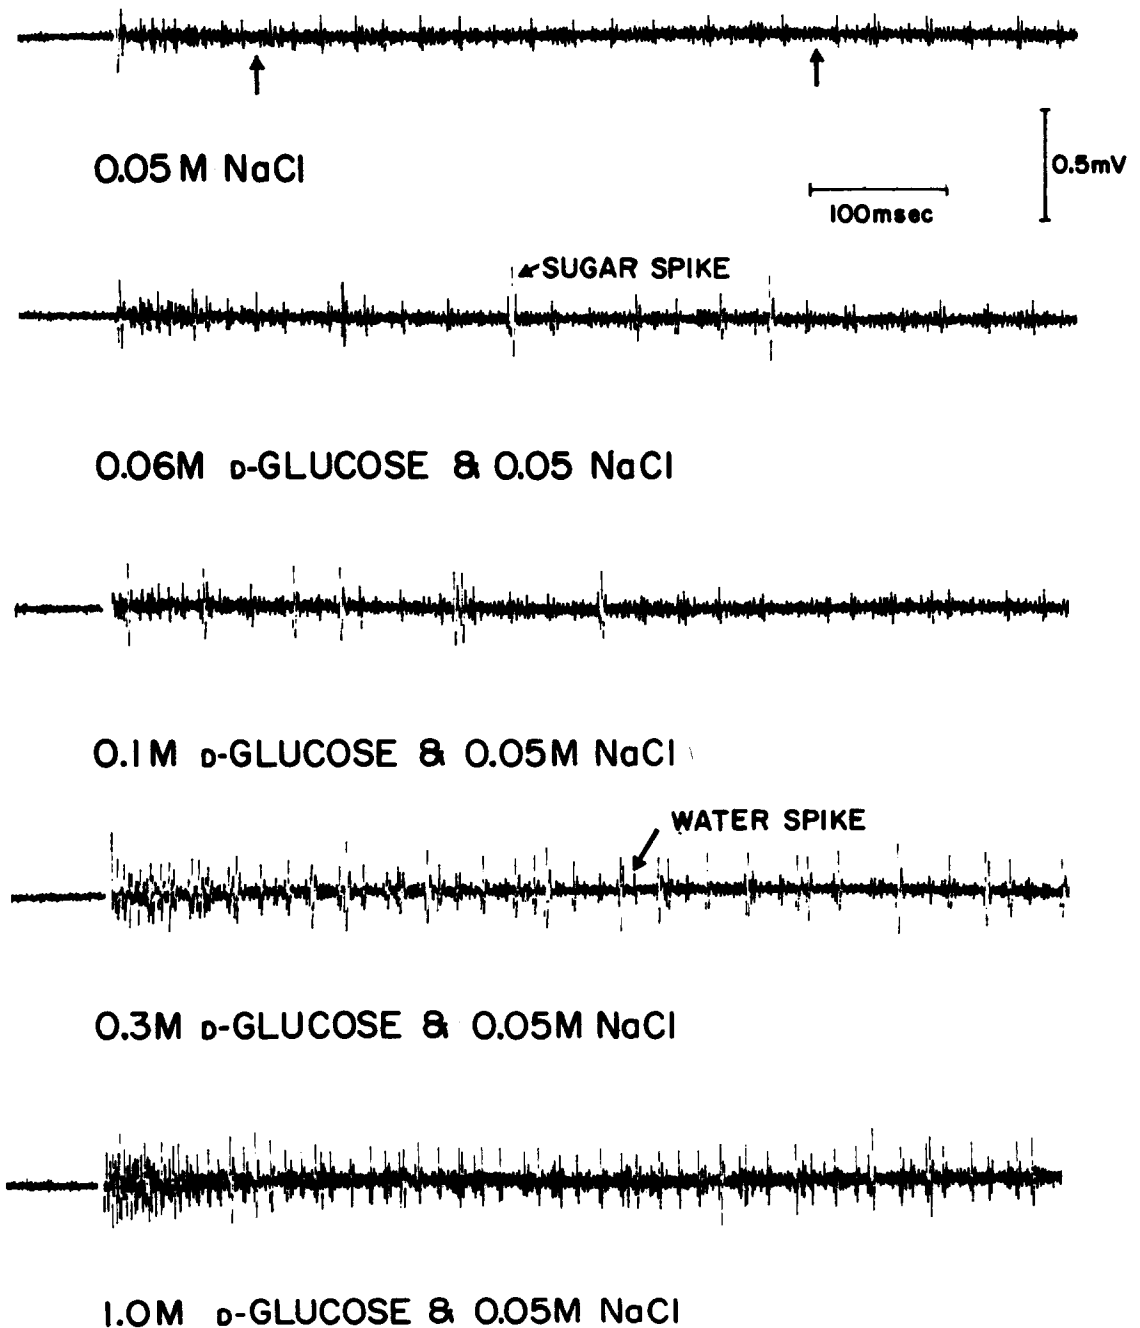 0.05 M NaCl
0.5mV
100msec
SUGAR SPIKE
0.06M D-GLUCOSE & 0.05 NaCl
0.1M D-GLUCOSE & 0.05M NaCl
WATER SPIKE
0.3M D-GLUCOSE & 0.05M NaCl
1.0M D-GLUCOSE & 0.05M NaCl